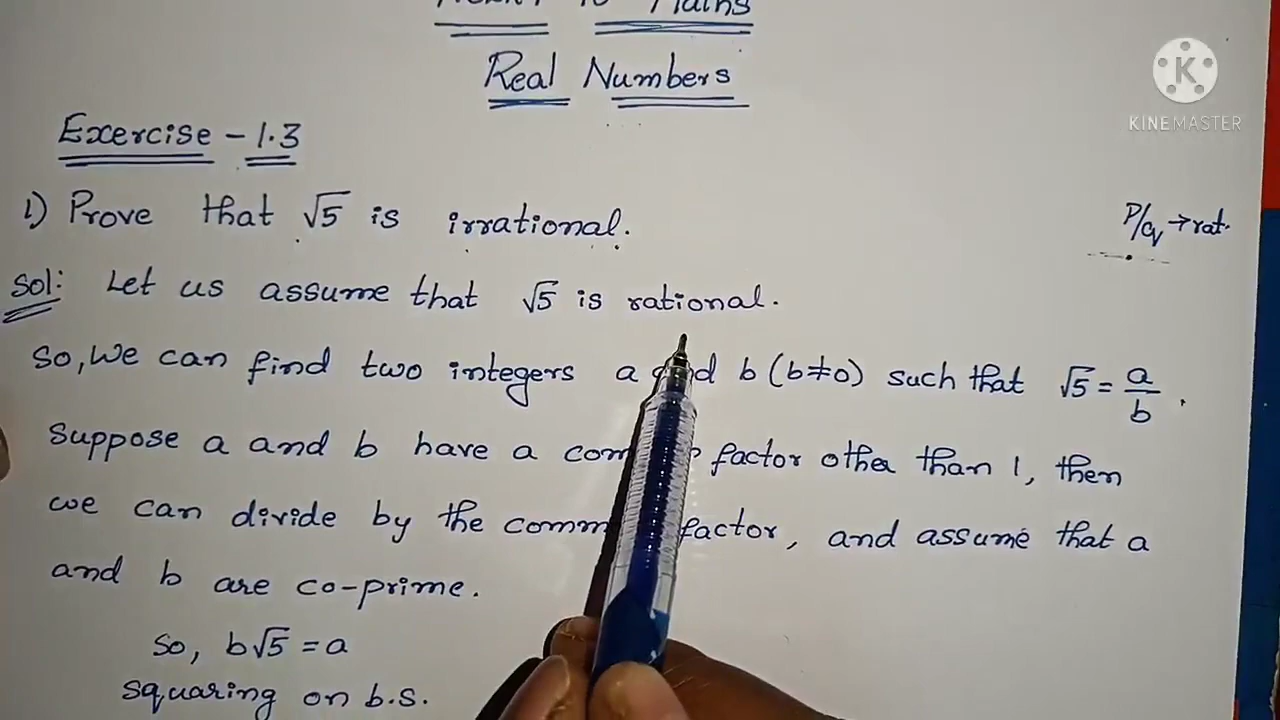 Maths
Real Numbers
KINEMASTER
Exercise - 1.3
1) Prove that √5 is irrational.
P/q → rat.
Sol: Let us assume that √5 is rational.
So, We can find two integers a and b (b≠0) such that √5 = a/b.
Suppose a and b have a factor other than 1, then
we can divide by the factor, and assume that a
and b are co-prime.
So, b√5 = a
squaring on b.s.